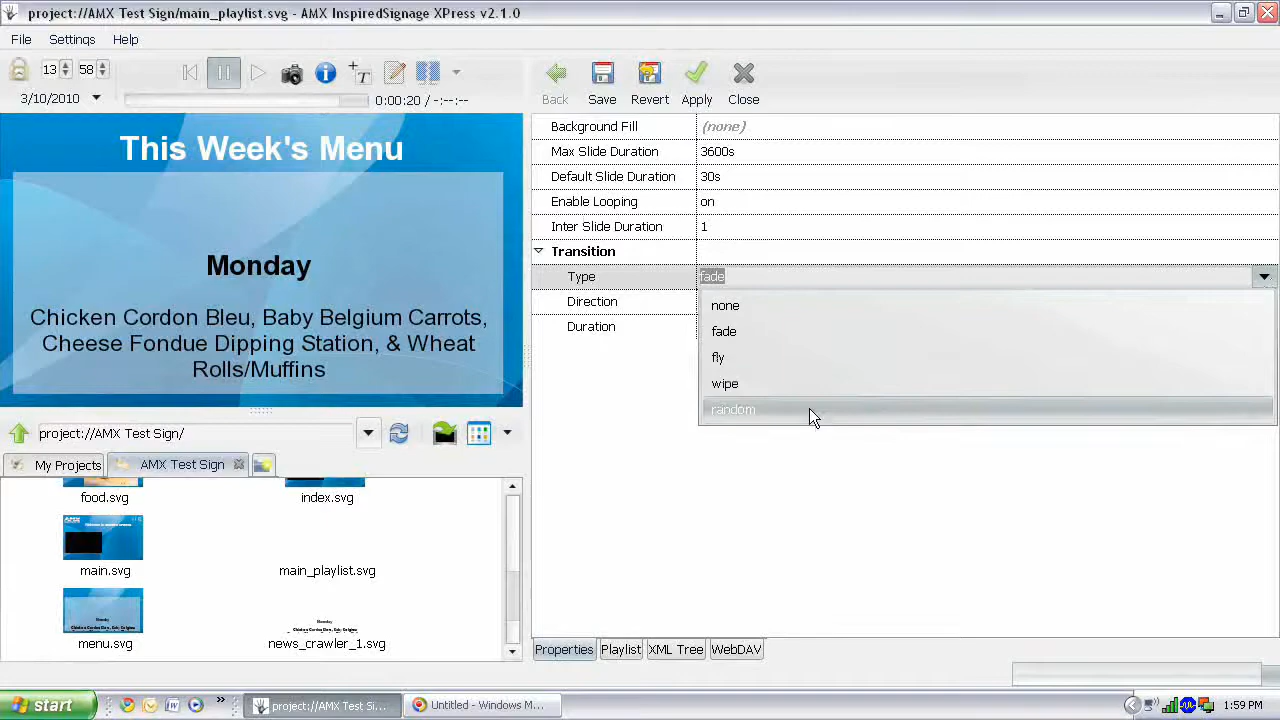 project://AMX Test Sign/main_playlist.svg - AMX InspiredSignage XPress v2.1.0
File Settings Help
13 58
3/10/2010
0:00:20 / -:--:--
T
Back Save Revert Apply Close
This Week's Menu
Monday
Chicken Cordon Bleu, Baby Belgium Carrots,
Cheese Fondue Dipping Station, & Wheat
Rolls/Muffins
Background Fill (none)
Max Slide Duration 3600s
Default Slide Duration 30s
Enable Looping on
Inter Slide Duration 1
Transition
Type fade
Direction
Duration
none
fade
fly
wipe
random
project://AMX Test Sign/
My Projects AMX Test Sign
food.svg index.svg
main.svg main_playlist.svg
menu.svg news_crawler_1.svg
Properties Playlist XML Tree WebDAV
start
project://AMX Test Si...
Untitled - Windows M...
1:59 PM